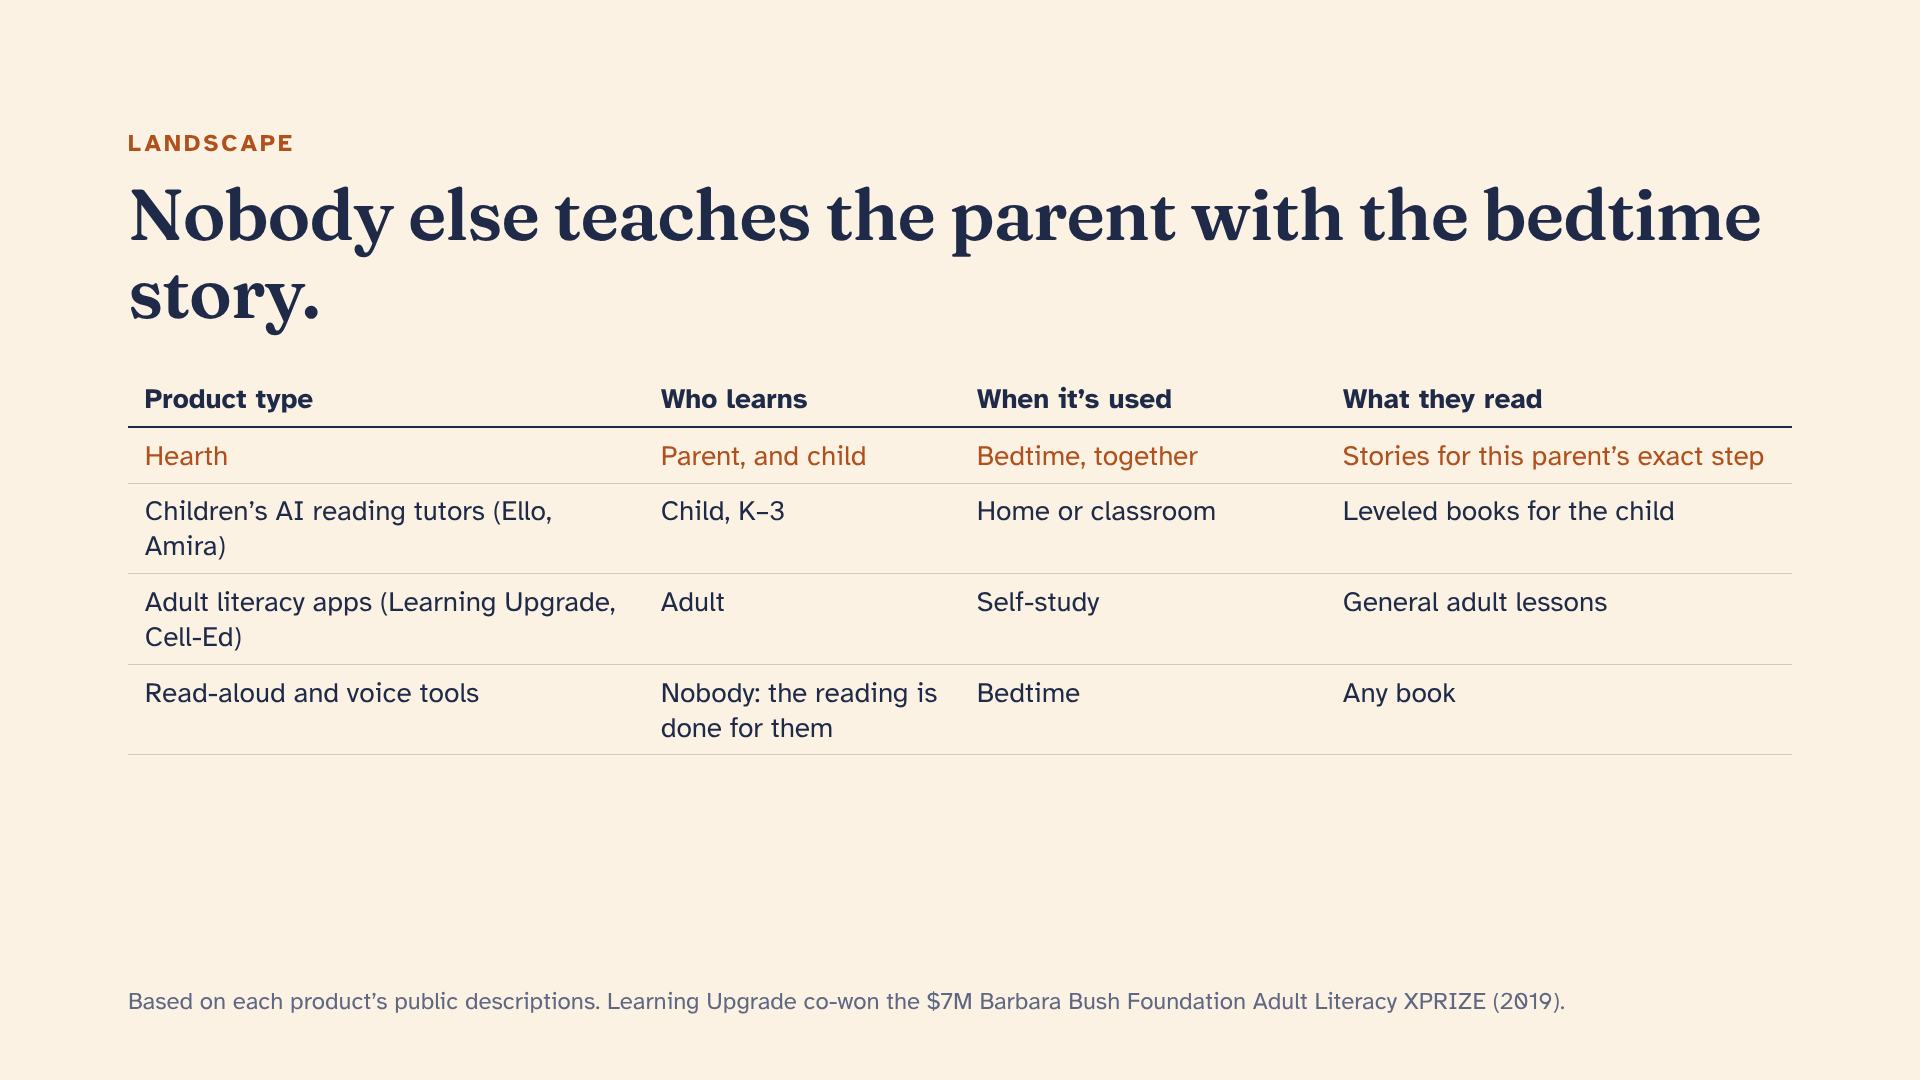 LANDSCAPE
Nobody else teaches the parent with the bedtime
story.
Product type Who learns When it’s used What they read
Hearth Parent, and child Bedtime, together Stories for this parent’s exact step
Children’s AI reading tutors (Ello, Child, K–3 Home or classroom Leveled books for the child
Amira)
Adult literacy apps (Learning Upgrade, Adult Self-study General adult lessons
Cell-Ed)
Read-aloud and voice tools Nobody: the reading is Bedtime Any book
done for them
Based on each product’s public descriptions. Learning Upgrade co-won the $7M Barbara Bush Foundation Adult Literacy XPRIZE (2019).